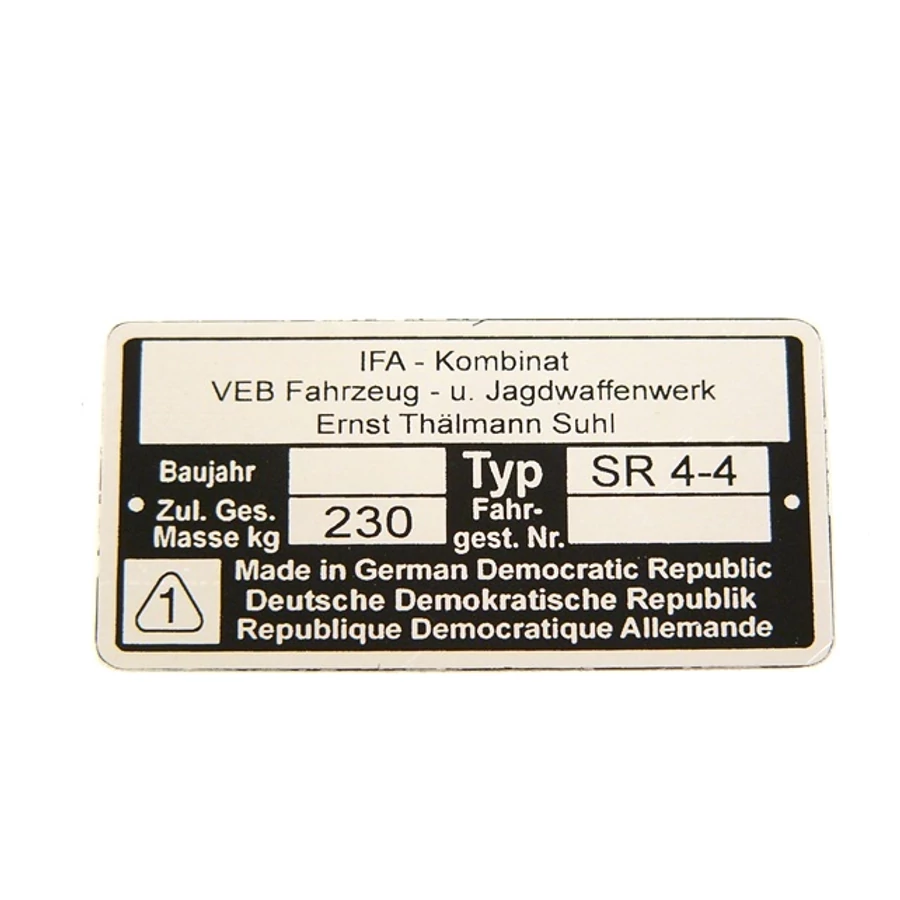 IFA - Kombinat
VEB Fahrzeug - u. Jagdwaffenwerk
Ernst Thälmann Suhl
Baujahr
Typ SR 4-4
Zul. Ges.
Masse kg 230
Fahr-
gest. Nr.
1
Made in German Democratic Republic
Deutsche Demokratische Republik
Republique Democratique Allemande